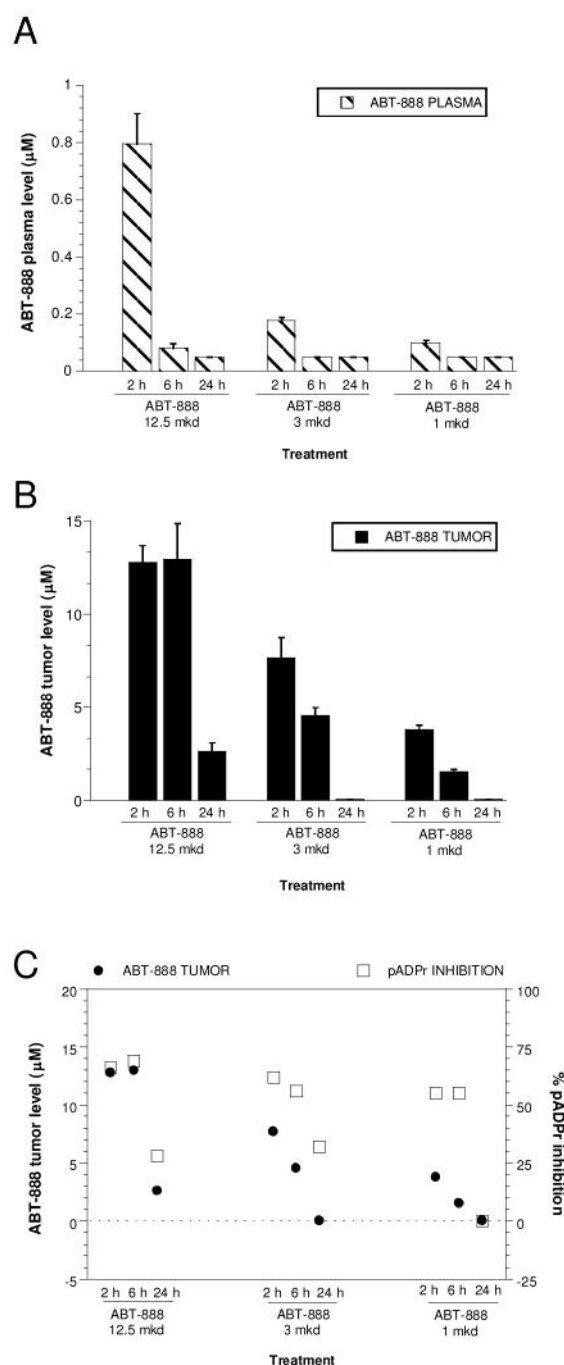 A
1
0.8
0.6
0.4
0.2
0
ABT-888 plasma level (μM)
ABT-888 PLASMA
2 h 6 h 24 h 2 h 6 h 24 h 2 h 6 h 24 h
ABT-888 ABT-888 ABT-888
12.5 mkd 3 mkd 1 mkd
Treatment
B
15
10
5
0
ABT-888 tumor level (μM)
ABT-888 TUMOR
2 h 6 h 24 h 2 h 6 h 24 h 2 h 6 h 24 h
ABT-888 ABT-888 ABT-888
12.5 mkd 3 mkd 1 mkd
Treatment
C
ABT-888 TUMOR pADPr INHIBITION
20 100
15 75
10 50
5 25
0 0
-5 -25
ABT-888 tumor level (μM)
% pADPr inhibition
2 h 6 h 24 h 2 h 6 h 24 h 2 h 6 h 24 h
ABT-888 ABT-888 ABT-888
12.5 mkd 3 mkd 1 mkd
Treatment